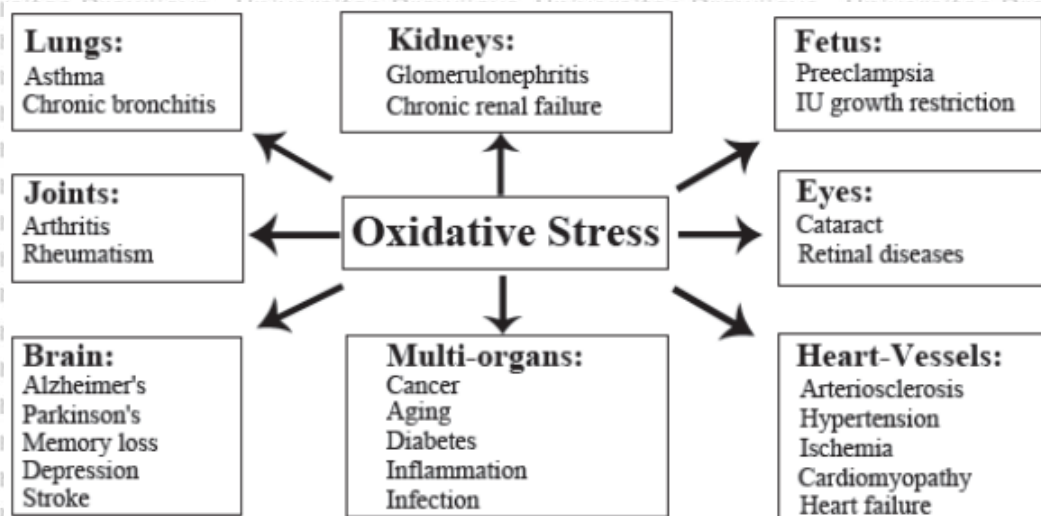 Lungs:
Asthma
Chronic bronchitis
Kidneys:
Glomerulonephritis
Chronic renal failure
Fetus:
Preeclampsia
IU growth restriction
Joints:
Arthritis
Rheumatism
Oxidative Stress
Eyes:
Cataract
Retinal diseases
Brain:
Alzheimer's
Parkinson's
Memory loss
Depression
Stroke
Multi-organs:
Cancer
Aging
Diabetes
Inflammation
Infection
Heart-Vessels:
Arteriosclerosis
Hypertension
Ischemia
Cardiomyopathy
Heart failure